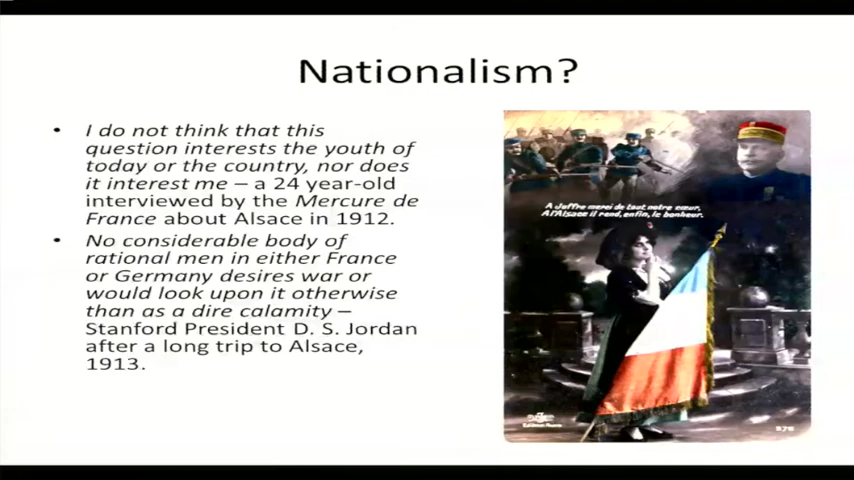 Nationalism?
• I do not think that this
question interests the youth of
today or the country, nor does
it interest me – a 24 year-old
interviewed by the Mercure de
France about Alsace in 1912.
• No considerable body of
rational men in either France
or Germany desires war or
would look upon it otherwise
than as a dire calamity –
Stanford President D. S. Jordan
after a long trip to Alsace,
1913.
A Joffre merci de tout notre cœur,
A l'Alsace il rend, enfin, le bonheur.